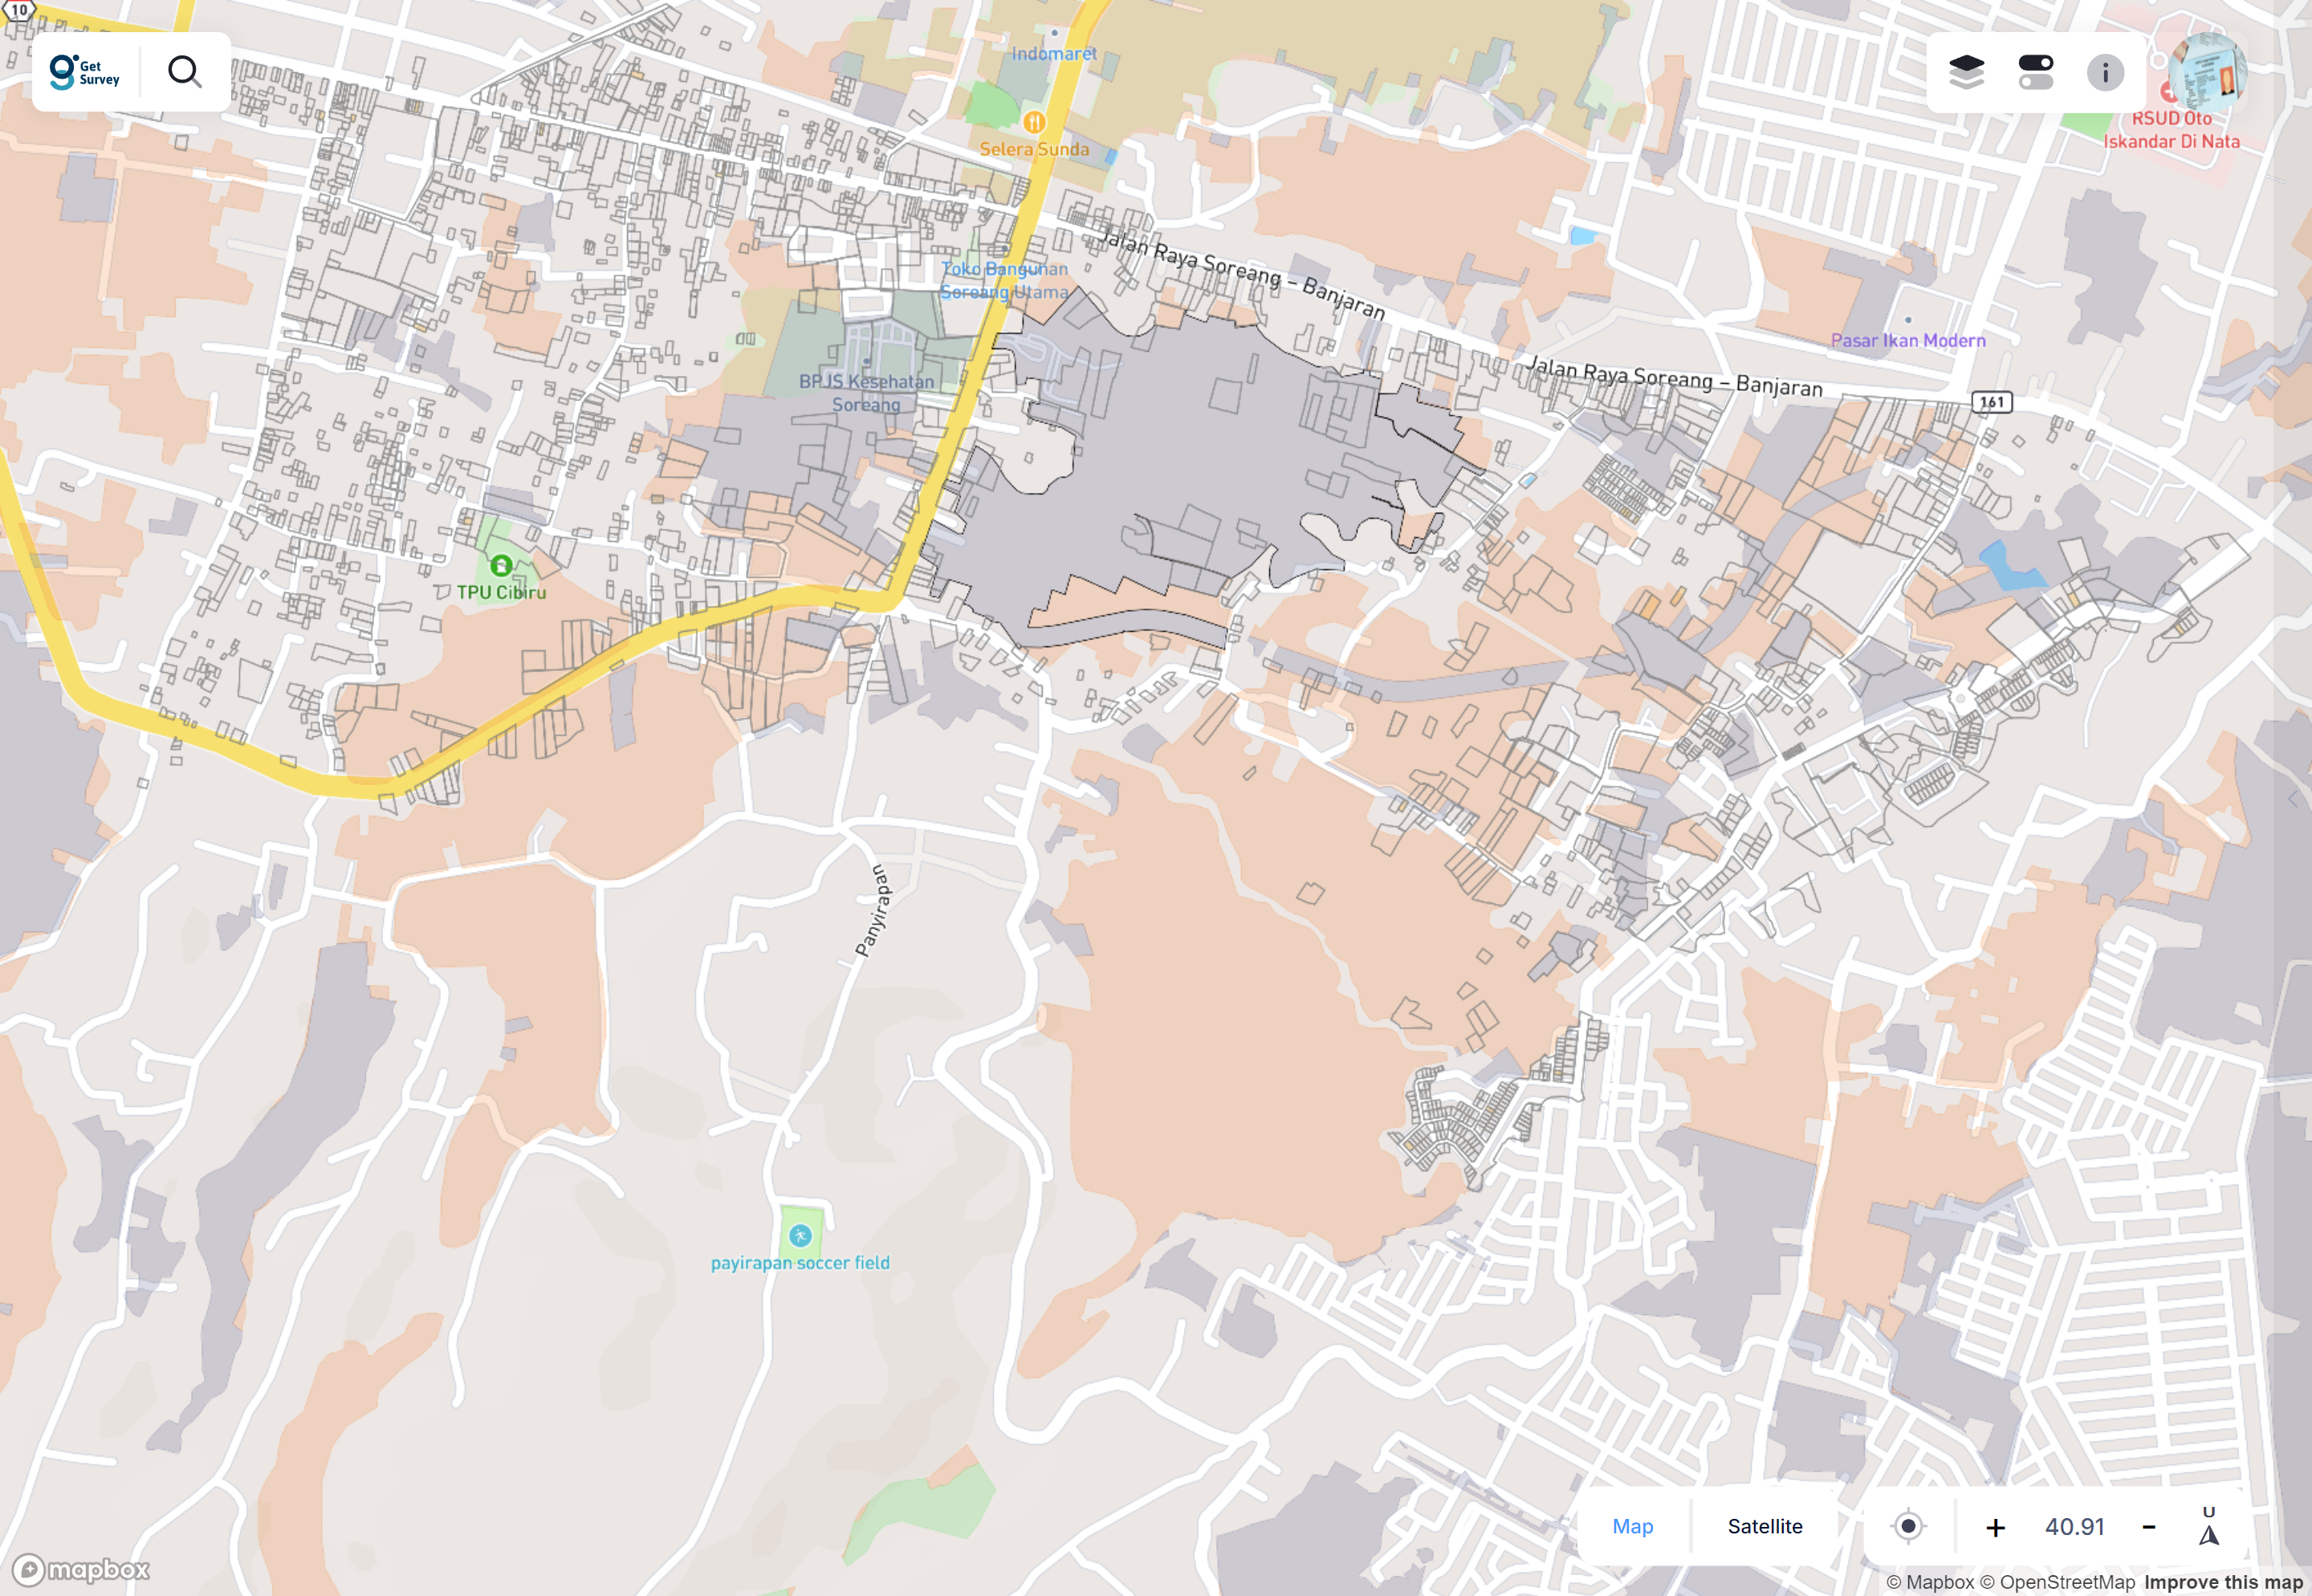 10
Get
Survey
Indomaret
Selera Sunda
RSUD Oto
Iskandar Di Nata
Jalan Raya Soreang – Banjaran
Toko Bangunan
Soreang Utama
Pasar Ikan Modern
BPJS Kesehatan
Soreang
Jalan Raya Soreang – Banjaran
161
TPU Cibiru
Panyirapan
payirapan soccer field
Map
Satellite
+
40.91
-
U
mapbox
© Mapbox © OpenStreetMap Improve this map